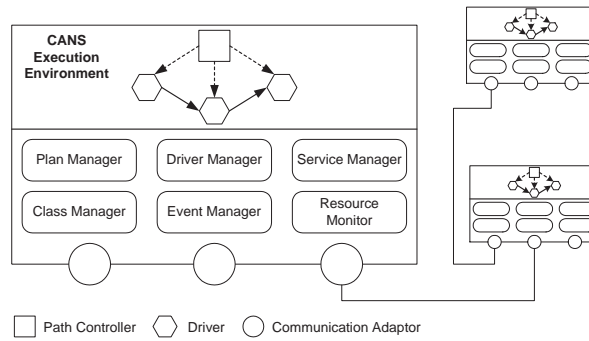 CANS
Execution
Environment
Plan Manager
Driver Manager
Service Manager
Class Manager
Event Manager
Resource
Monitor
Path Controller
Driver
Communication Adaptor